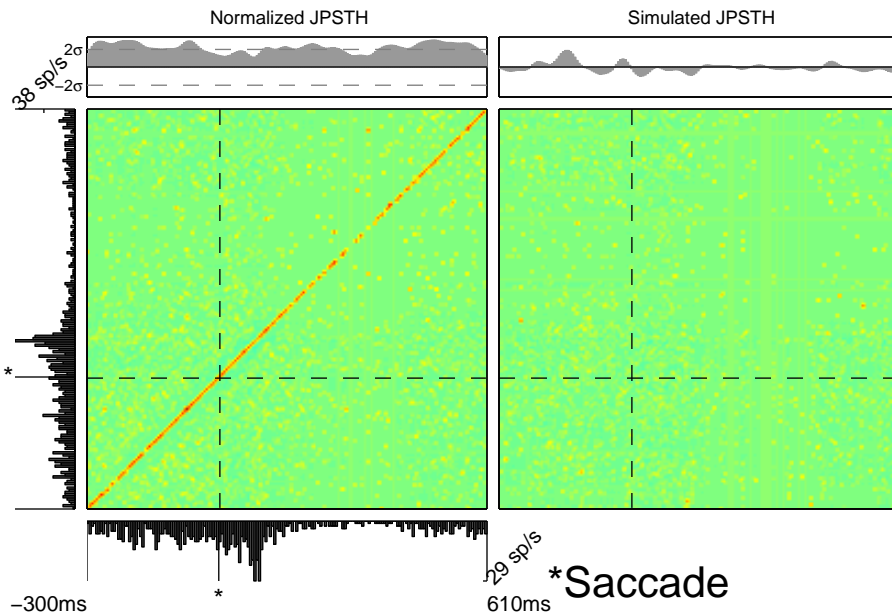 Normalized JPSTH
Simulated JPSTH
2σ
−2σ
38 sp/s
*
*
29 sp/s
*Saccade
−300ms
610ms